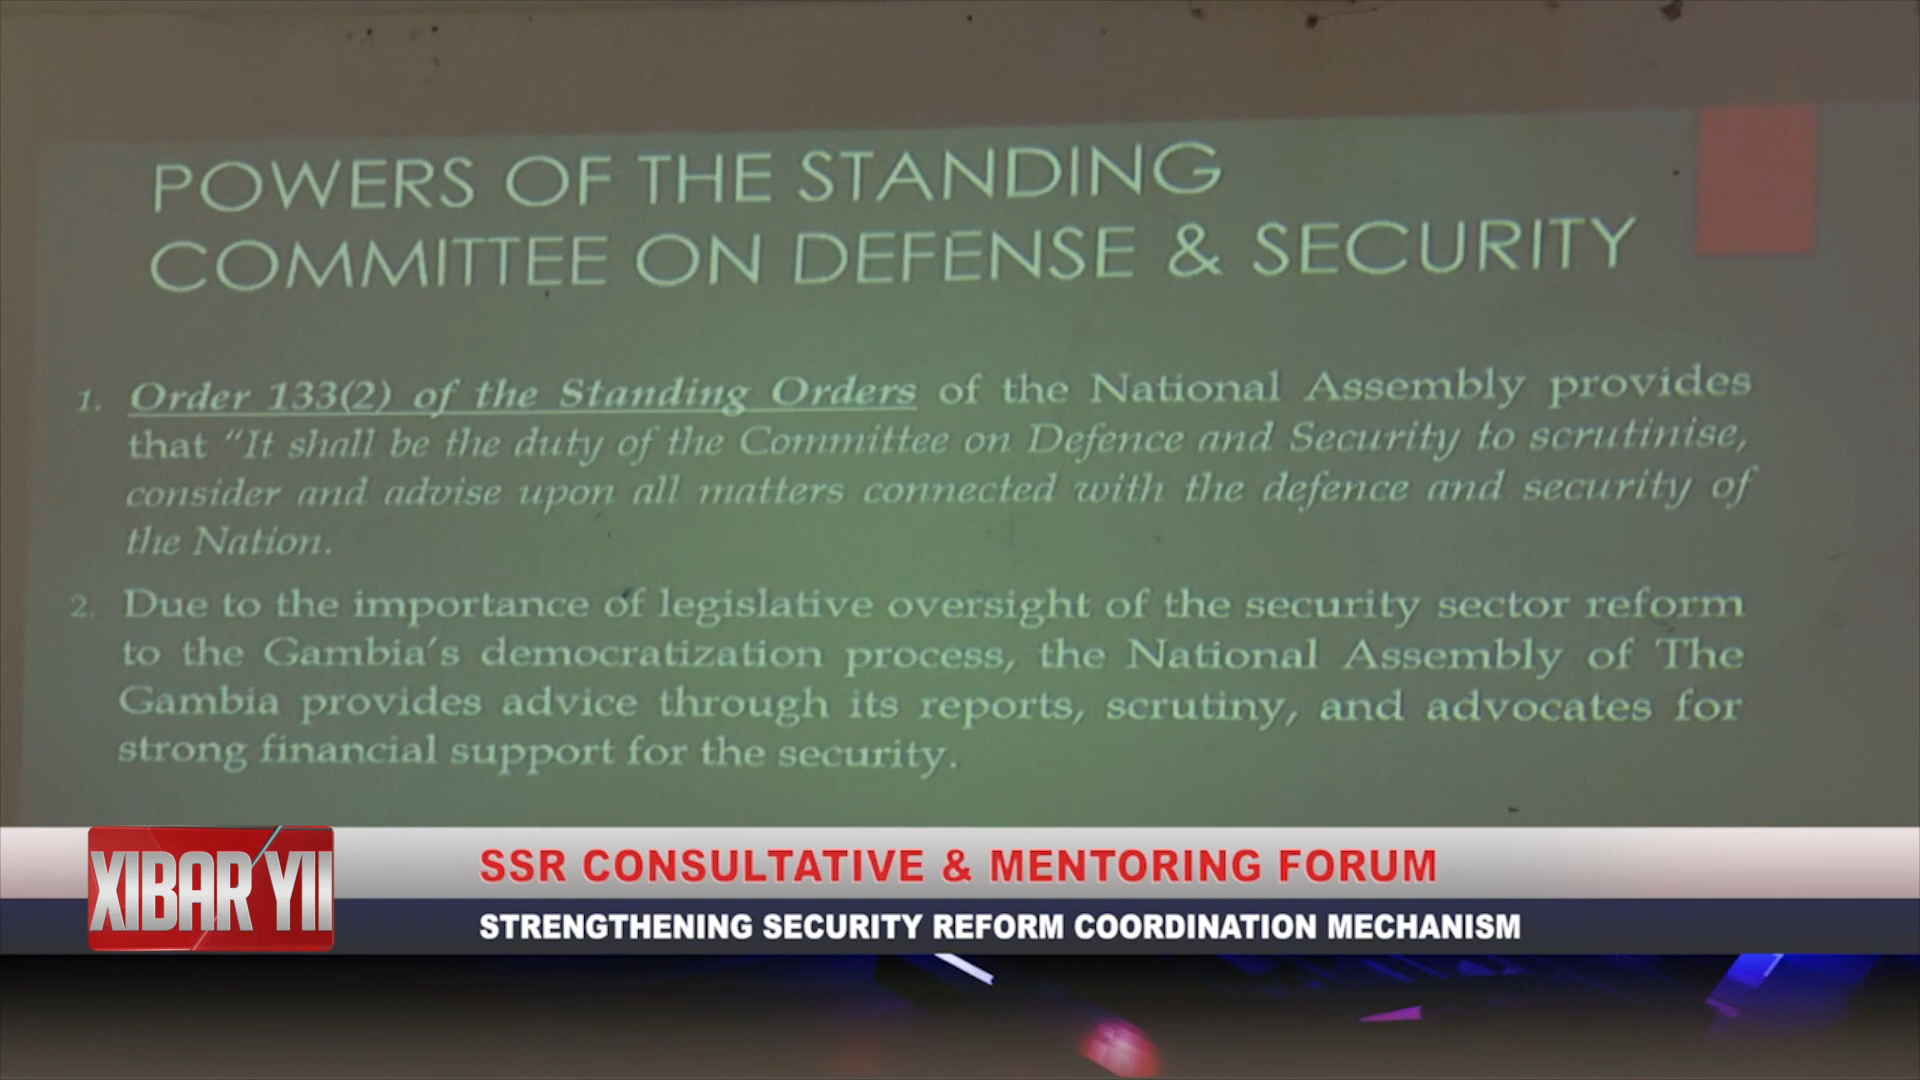 POWERS OF THE STANDING
COMMITTEE ON DEFENSE & SECURITY
1. Order 133(2) of the Standing Orders of the National Assembly provides
that "It shall be the duty of the Committee on Defence and Security to scrutinise,
consider and advise upon all matters connected with the defence and security of
the Nation.
2. Due to the importance of legislative oversight of the security sector reform
to the Gambia's democratization process, the National Assembly of The
Gambia provides advice through its reports, scrutiny, and advocates for
strong financial support for the security.
XIBAR YII
SSR CONSULTATIVE & MENTORING FORUM
STRENGTHENING SECURITY REFORM COORDINATION MECHANISM